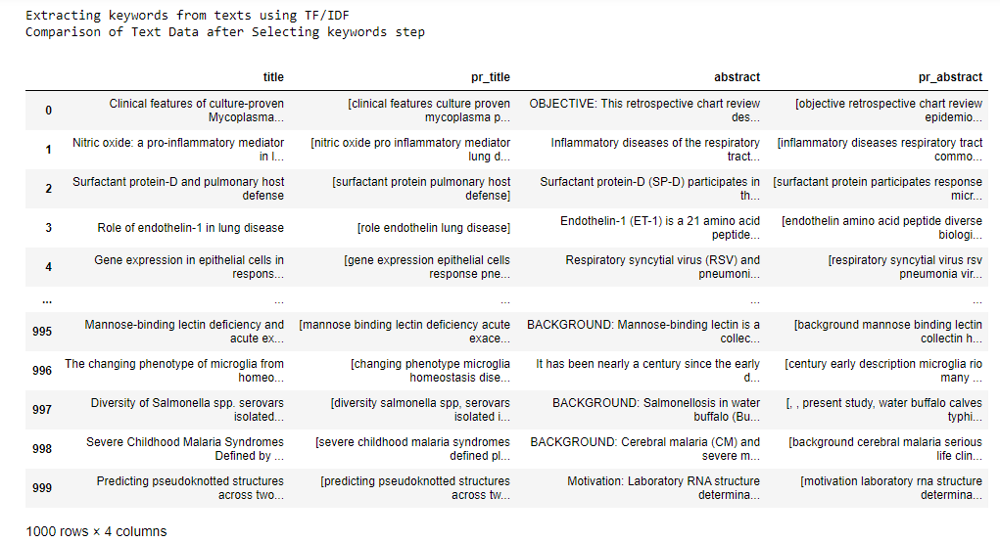 Extracting keywords from texts using TF/IDF
Comparison of Text Data after Selecting keywords step
title pr_title abstract pr_abstract
0 Clinical features of culture-proven Mycoplasma... [clinical features culture proven mycoplasma p... OBJECTIVE: This retrospective chart review des... [objective retrospective chart review epidemio...
1 Nitric oxide: a pro-inflammatory mediator in l... [nitric oxide pro inflammatory mediator lung d... Inflammatory diseases of the respiratory tract... [inflammatory diseases respiratory tract commo...
2 Surfactant protein-D and pulmonary host defense [surfactant protein pulmonary host defense] Surfactant protein-D (SP-D) participates in th... [surfactant protein participates response micr...
3 Role of endothelin-1 in lung disease [role endothelin lung disease] Endothelin-1 (ET-1) is a 21 amino acid peptide... [endothelin amino acid peptide diverse biologi...
4 Gene expression in epithelial cells in respons... [gene expression epithelial cells response pne... Respiratory syncytial virus (RSV) and pneumoni... [respiratory syncytial virus rsv pneumonia vir...
... ... ... ... ...
995 Mannose-binding lectin deficiency and acute ex... [mannose binding lectin deficiency acute exace... BACKGROUND: Mannose-binding lectin is a collec... [background mannose binding lectin collectin h...
996 The changing phenotype of microglia from homeo... [changing phenotype microglia homeostasis dise... It has been nearly a century since the early d... [century early description microglia rio many ...
997 Diversity of Salmonella spp. serovars isolated... [diversity salmonella spp, serovars isolated i... BACKGROUND: Salmonellosis in water buffalo (Bu... [, , present study, water buffalo calves typhi...
998 Severe Childhood Malaria Syndromes Defined by ... [severe childhood malaria syndromes defined pl... BACKGROUND: Cerebral malaria (CM) and severe m... [background cerebral malaria serious life clin...
999 Predicting pseudoknotted structures across two... [predicting pseudoknotted structures across tw... Motivation: Laboratory RNA structure determina... [motivation laboratory rna structure determina...
1000 rows × 4 columns